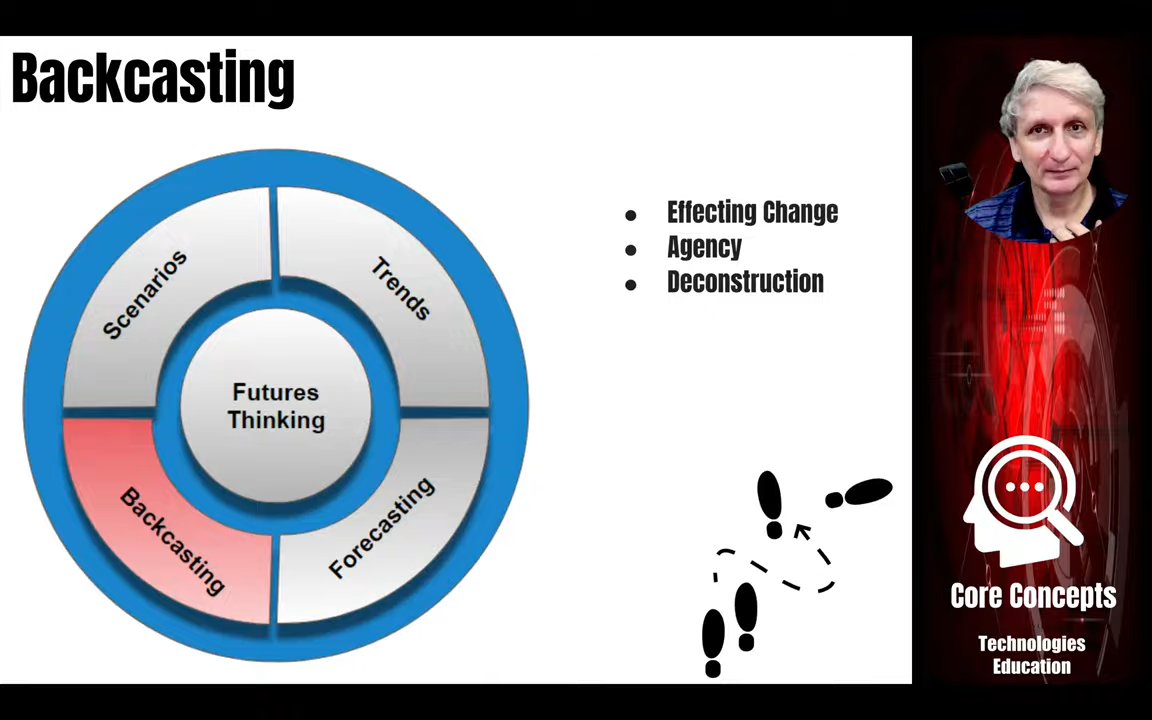 Backcasting
Scenarios
Trends
Futures
Thinking
Backcasting
Forecasting
Effecting Change
Agency
Deconstruction
Core Concepts
Technologies
Education